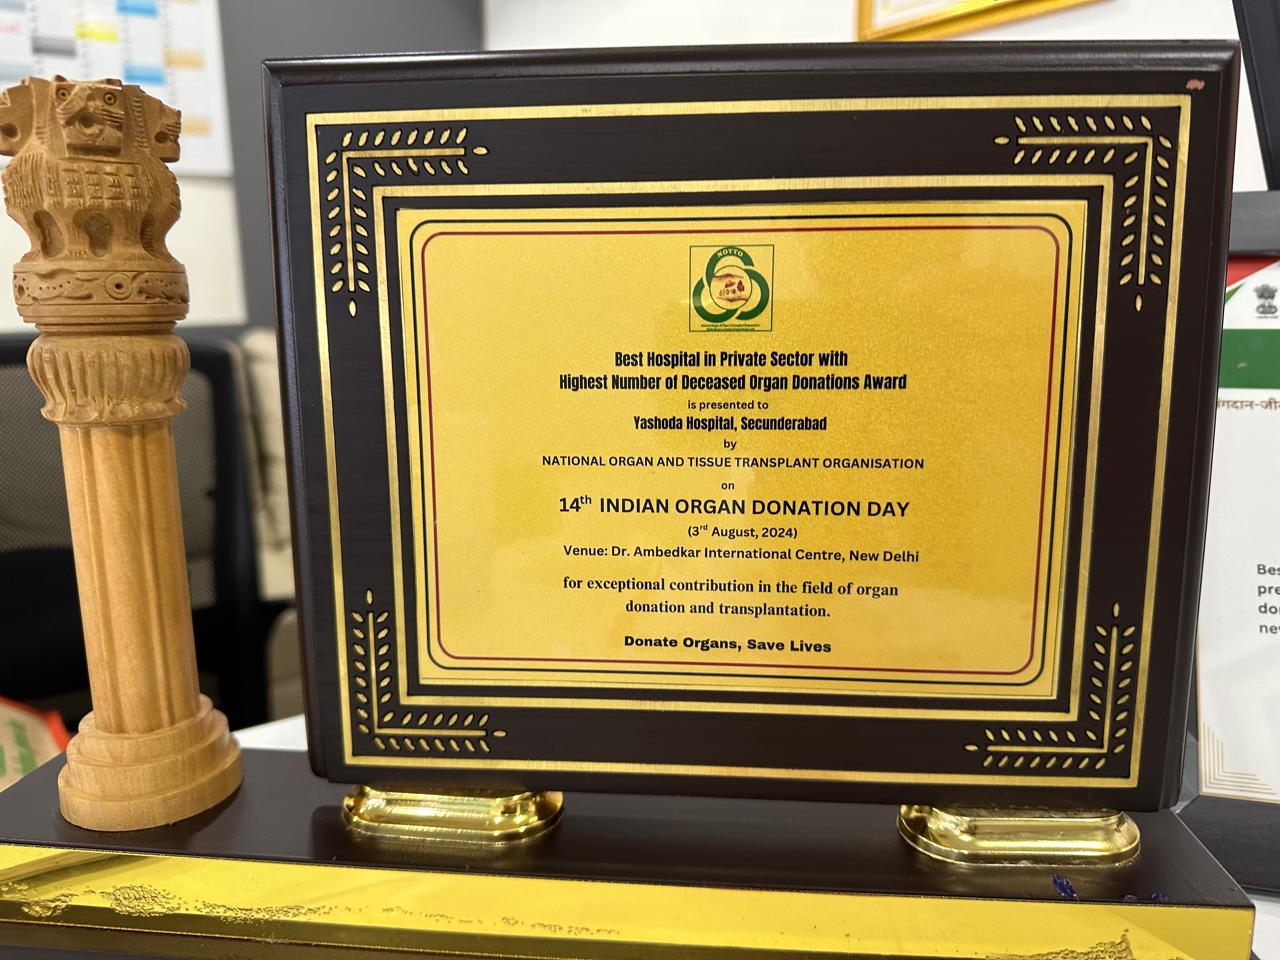 NOTTO
Best Hospital in Private Sector with
Highest Number of Deceased Organ Donations Award
is presented to
Yashoda Hospital, Secunderabad
by
NATIONAL ORGAN AND TISSUE TRANSPLANT ORGANISATION
on
14th INDIAN ORGAN DONATION DAY
(3rd August, 2024)
Venue: Dr. Ambedkar International Centre, New Delhi
for exceptional contribution in the field of organ
donation and transplantation.
Donate Organs, Save Lives